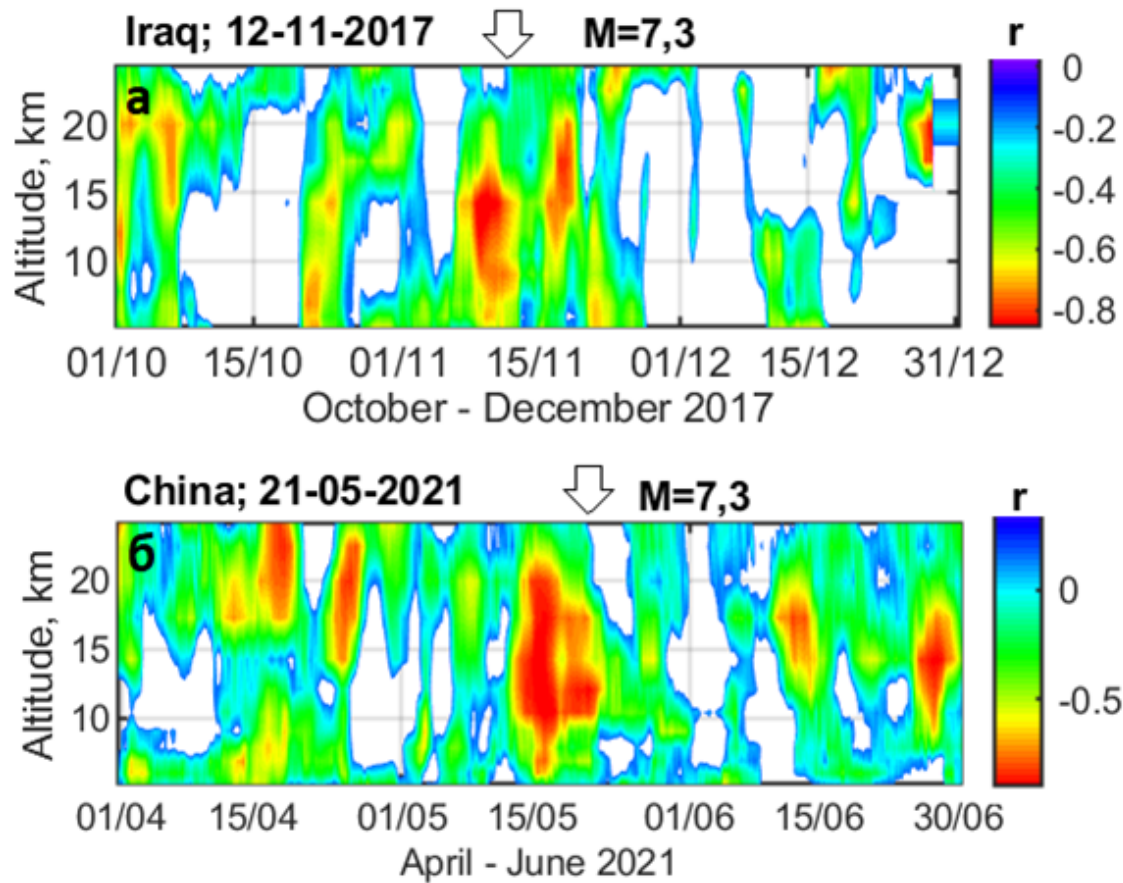 Iraq; 12-11-2017 M=7,3 r
а
Altitude, km
20
15
10
0
-0.2
-0.4
-0.6
-0.8
01/10 15/10 01/11 15/11 01/12 15/12 31/12
October - December 2017
China; 21-05-2021 M=7,3 r
б
Altitude, km
20
15
10
0
-0.5
01/04 15/04 01/05 15/05 01/06 15/06 30/06
April - June 2021